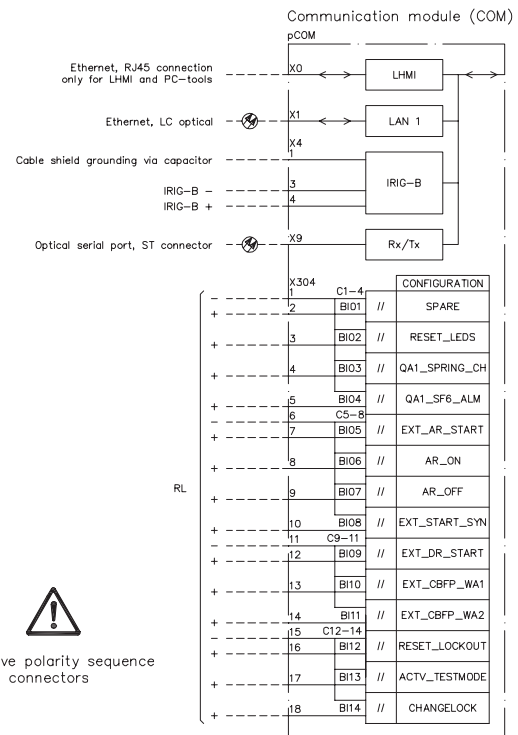 Communication module (COM)
pCOM
Ethernet, RJ45 connection
only for LHMI and PC-tools
X0
LHMI
Ethernet, LC optical
X1
LAN 1
X4
Cable shield grounding via capacitor
1
IRIG-B -
3
IRIG-B +
4
IRIG-B
Optical serial port, ST connector
X9
Rx/Tx
X304
CONFIGURATION
- 1 C1-4
+ 2 BI01 // SPARE
+ 3 BI02 // RESET_LEDS
+ 4 BI03 // QA1_SPRING_CH
+ 5 BI04 // QA1_SF6_ALM
- 6 C5-8
+ 7 BI05 // EXT_AR_START
+ 8 BI06 // AR_ON
RL
+ 9 BI07 // AR_OFF
+ 10 BI08 // EXT_START_SYN
- 11 C9-11
+ 12 BI09 // EXT_DR_START
+ 13 BI10 // EXT_CBFP_WA1
+ 14 BI11 // EXT_CBFP_WA2
- 15 C12-14
+ 16 BI12 // RESET_LOCKOUT
+ 17 BI13 // ACTV_TESTMODE
+ 18 BI14 // CHANGELOCK
!
ve polarity sequence
connectors